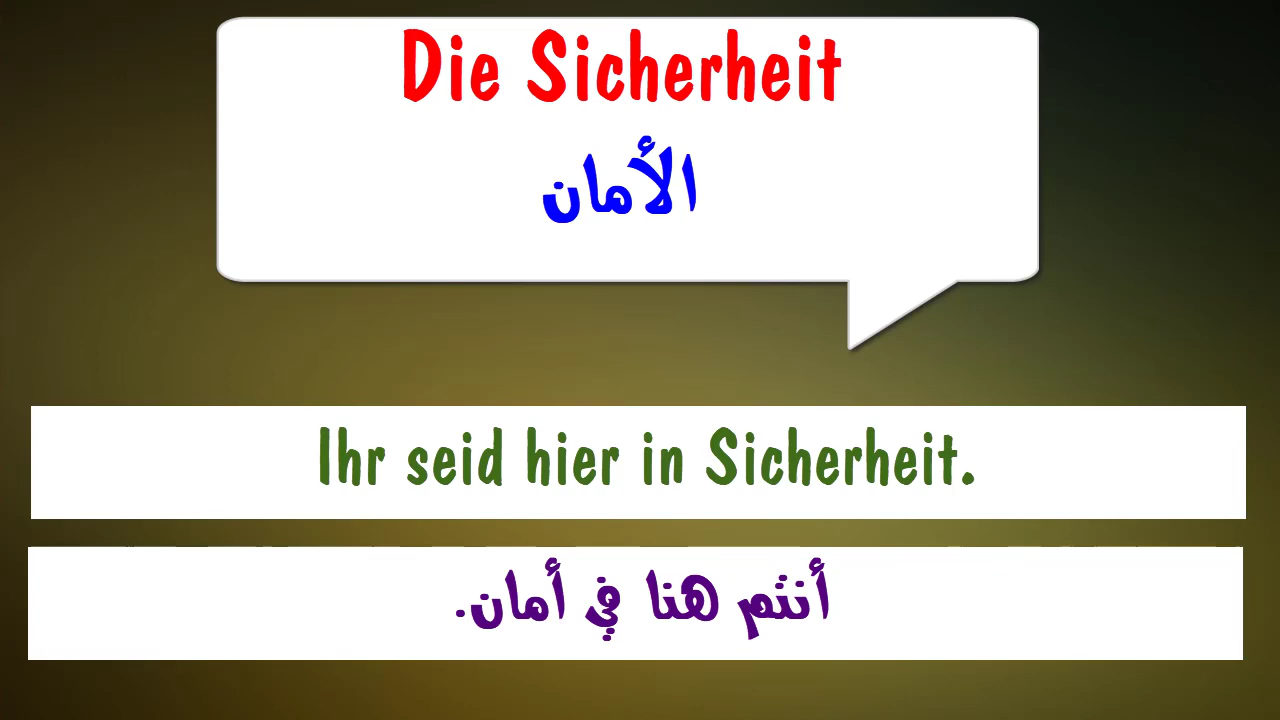 Die Sicherheit
الأمان
Ihr seid hier in Sicherheit.
أنتم هنا في أمان.